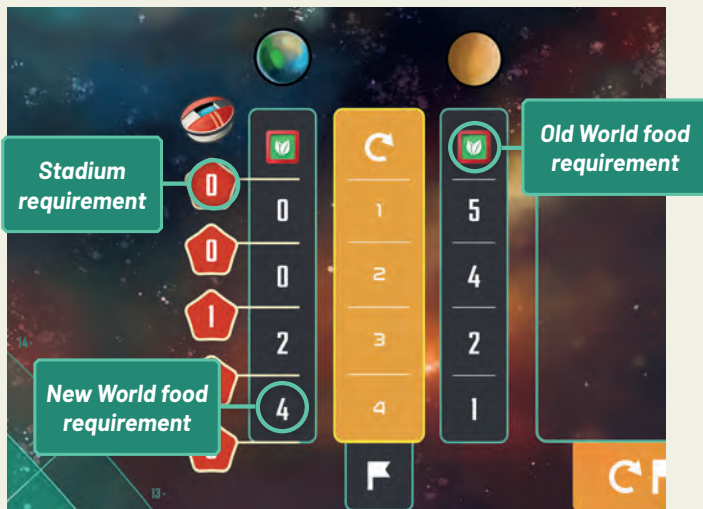 Old World food
requirement
Stadium
requirement
0
0 1 5
0
0 2 4
1
2 3 2
14-
New World food
requirement
4 4 1
13-